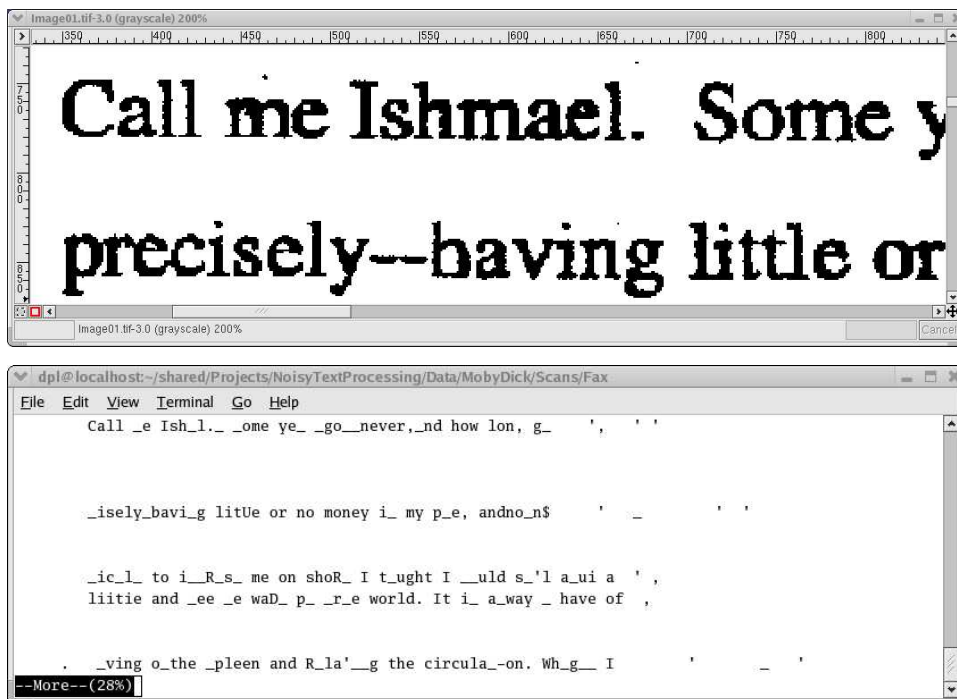 Image01.tif-3.0 (grayscale) 200%
350 400 450 500 550 600 650 700 750 800
750
800
850
Call me Ishmael. Some y
precisely--having little or
Image01.tif-3.0 (grayscale) 200%
Cancel
dpl@localhost:~/shared/Projects/NoisyTextProcessing/Data/MobyDick/Scans/Fax
File Edit View Terminal Go Help
Call _e Ish_l._ _ome ye_ _go__never,_nd how lon, g_ ', ' '
_isely_bavi_g litUe or no money i_ my p_e, andno_n$ ' _ ' '
_ic_l_ to i__R_s_ me on shoR_ I t_ught I __uld s_'l a_ui a ' ,
liitie and _ee _e waD_ p_ _r_e world. It i_ a_way _ have of ,
. _ving o_the _pleen and R_la'__g the circula_-on. Wh_g__ I ' _ '
--More--(28%)